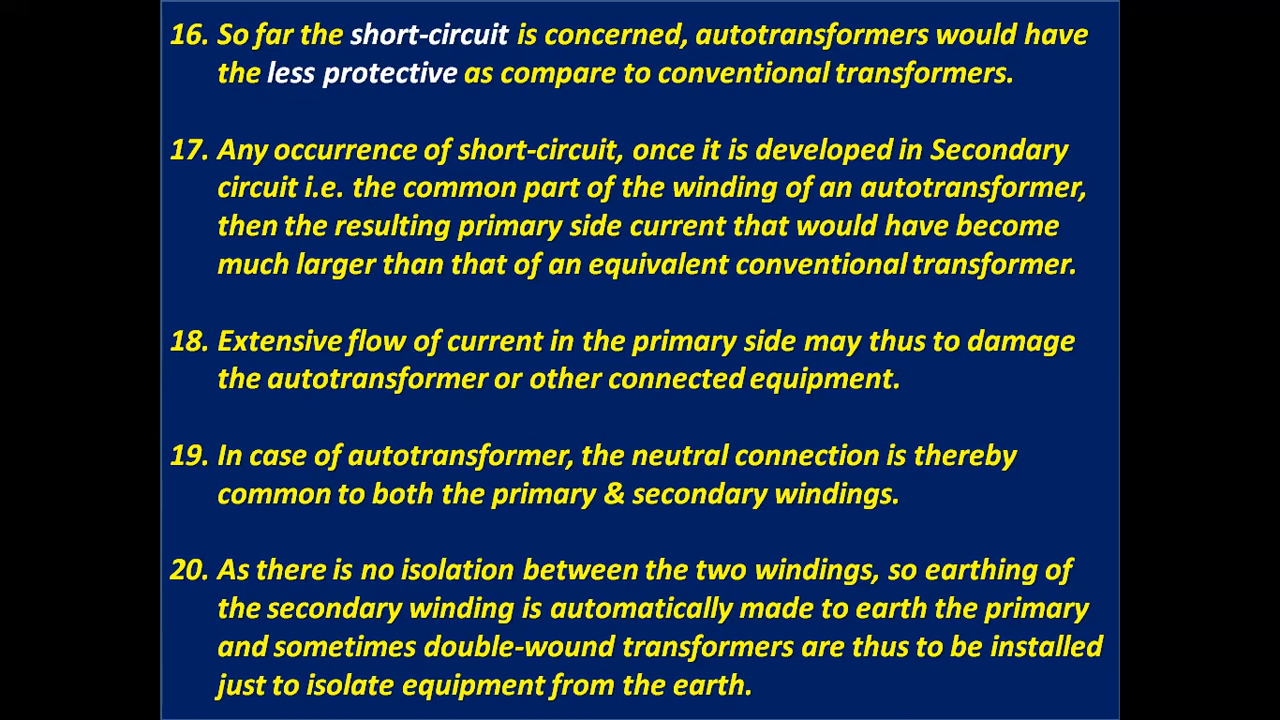 16. So far the short-circuit is concerned, autotransformers would have
the less protective as compare to conventional transformers.
17. Any occurrence of short-circuit, once it is developed in Secondary
circuit i.e. the common part of the winding of an autotransformer,
then the resulting primary side current that would have become
much larger than that of an equivalent conventional transformer.
18. Extensive flow of current in the primary side may thus to damage
the autotransformer or other connected equipment.
19. In case of autotransformer, the neutral connection is thereby
common to both the primary & secondary windings.
20. As there is no isolation between the two windings, so earthing of
the secondary winding is automatically made to earth the primary
and sometimes double-wound transformers are thus to be installed
just to isolate equipment from the earth.